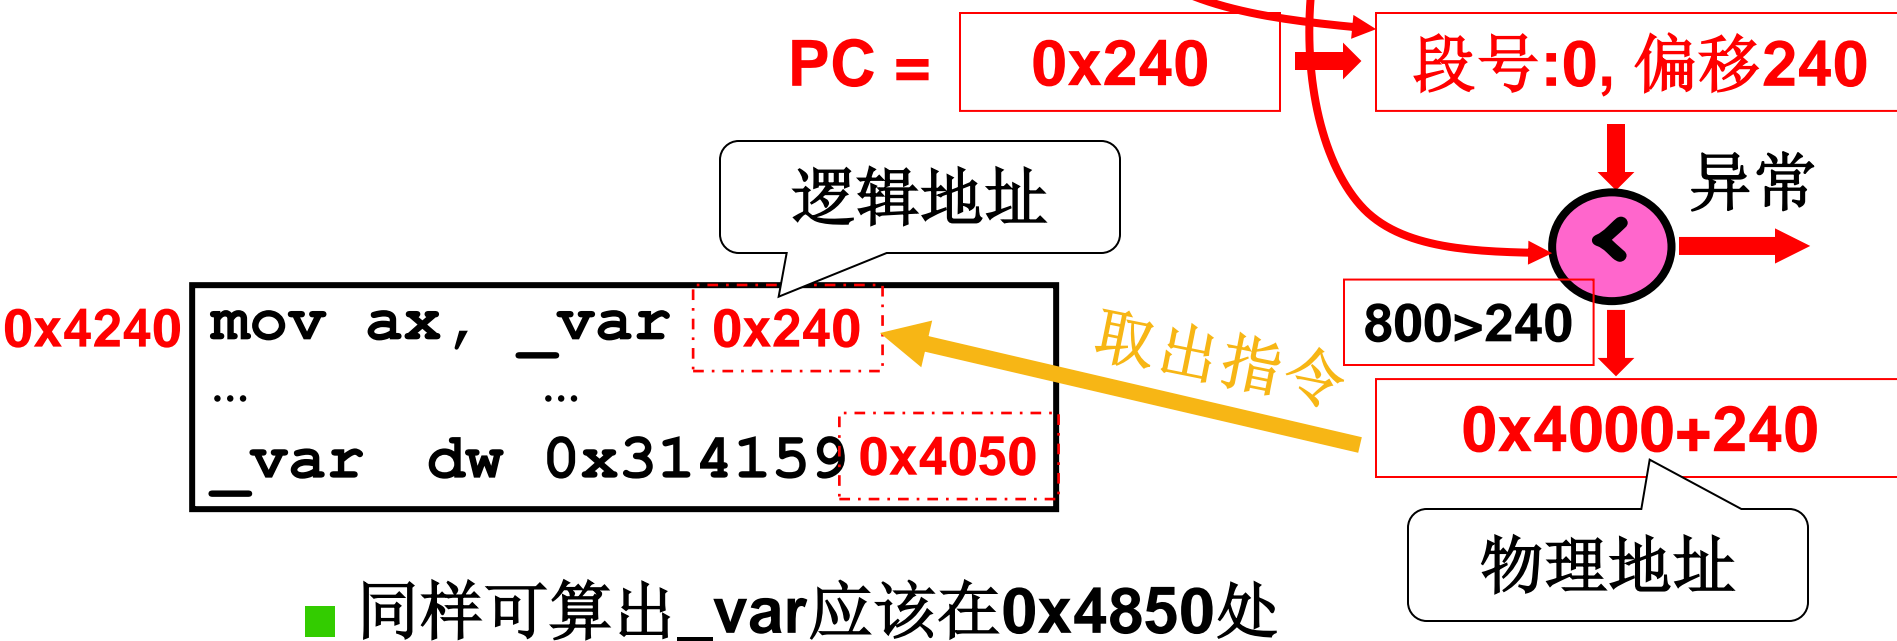 PC = 0x240
段号:0, 偏移240
异常
逻辑地址
<
800>240
0x4240
mov ax, _var 0x240
取出指令
… …
_var dw 0x314159 0x4050
0x4000+240
物理地址
同样可算出_var应该在0x4850处